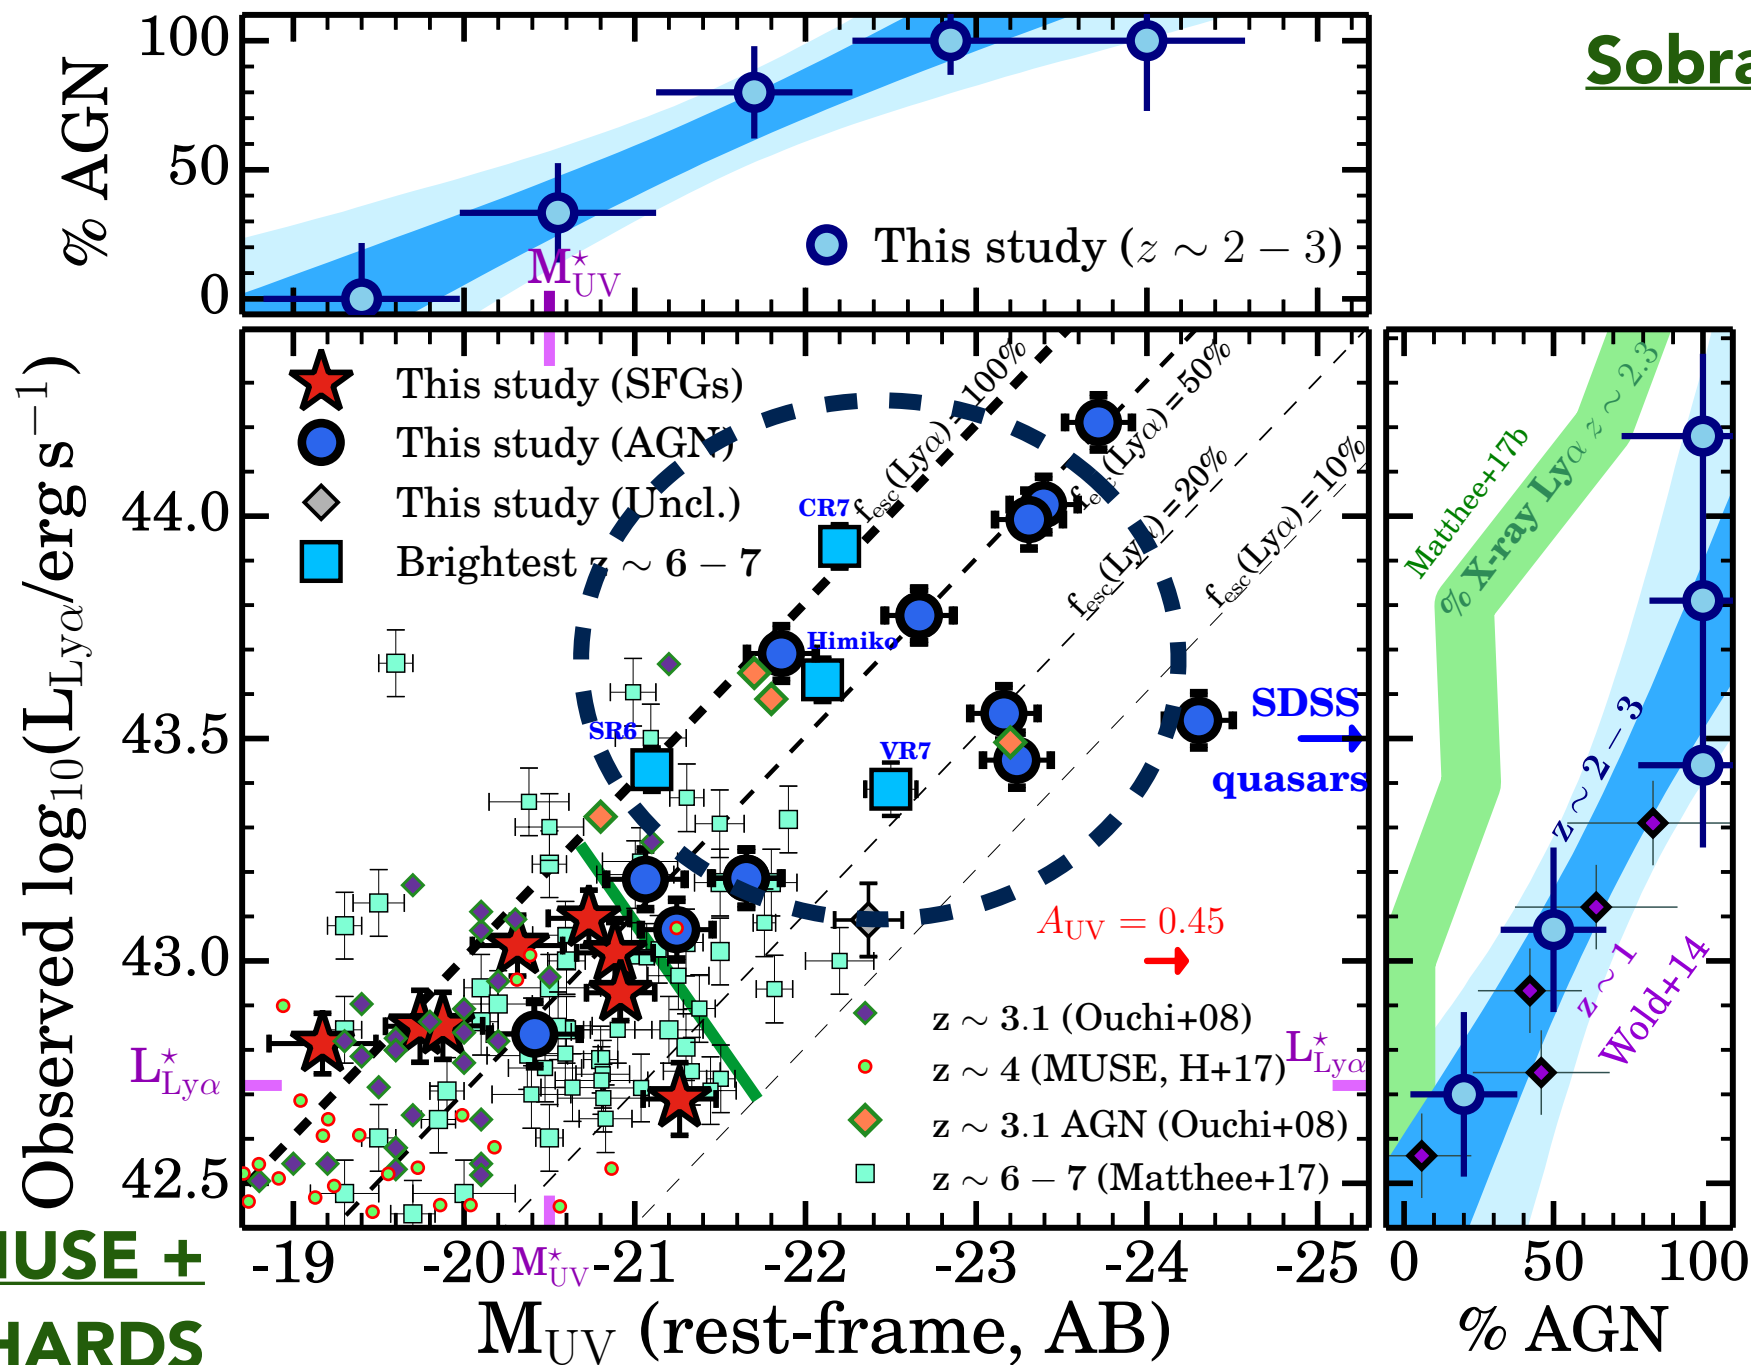 Sobra
100
50
0
% AGN
M⋆UV
This study (z ∼ 2 − 3)
This study (SFGs)
This study (AGN)
This study (Uncl.)
Brightest z ∼ 6 − 7
fesc(Lyα)=100%
fesc(Lyα)=50%
fesc(Lyα)=20%
fesc(Lyα)=10%
CR7
Himiko
SR6
VR7
SDSS
quasars
AUV = 0.45
z ∼ 3.1 (Ouchi+08)
z ∼ 4 (MUSE, H+17)
z ∼ 3.1 AGN (Ouchi+08)
z ∼ 6 − 7 (Matthee+17)
L⋆Lyα
L⋆Lyα
44.0
43.5
43.0
42.5
Observed log10(LLyα/erg s−1)
Matthee+17b
% X-ray Lyα z ∼ 2.3
z ∼ 2 − 3
z ∼ 1
Wold+14
-19
-20
M⋆UV
-21
-22
-23
-24
-25
0
50
100
MUV (rest-frame, AB)
% AGN
MUSE +
HARDS